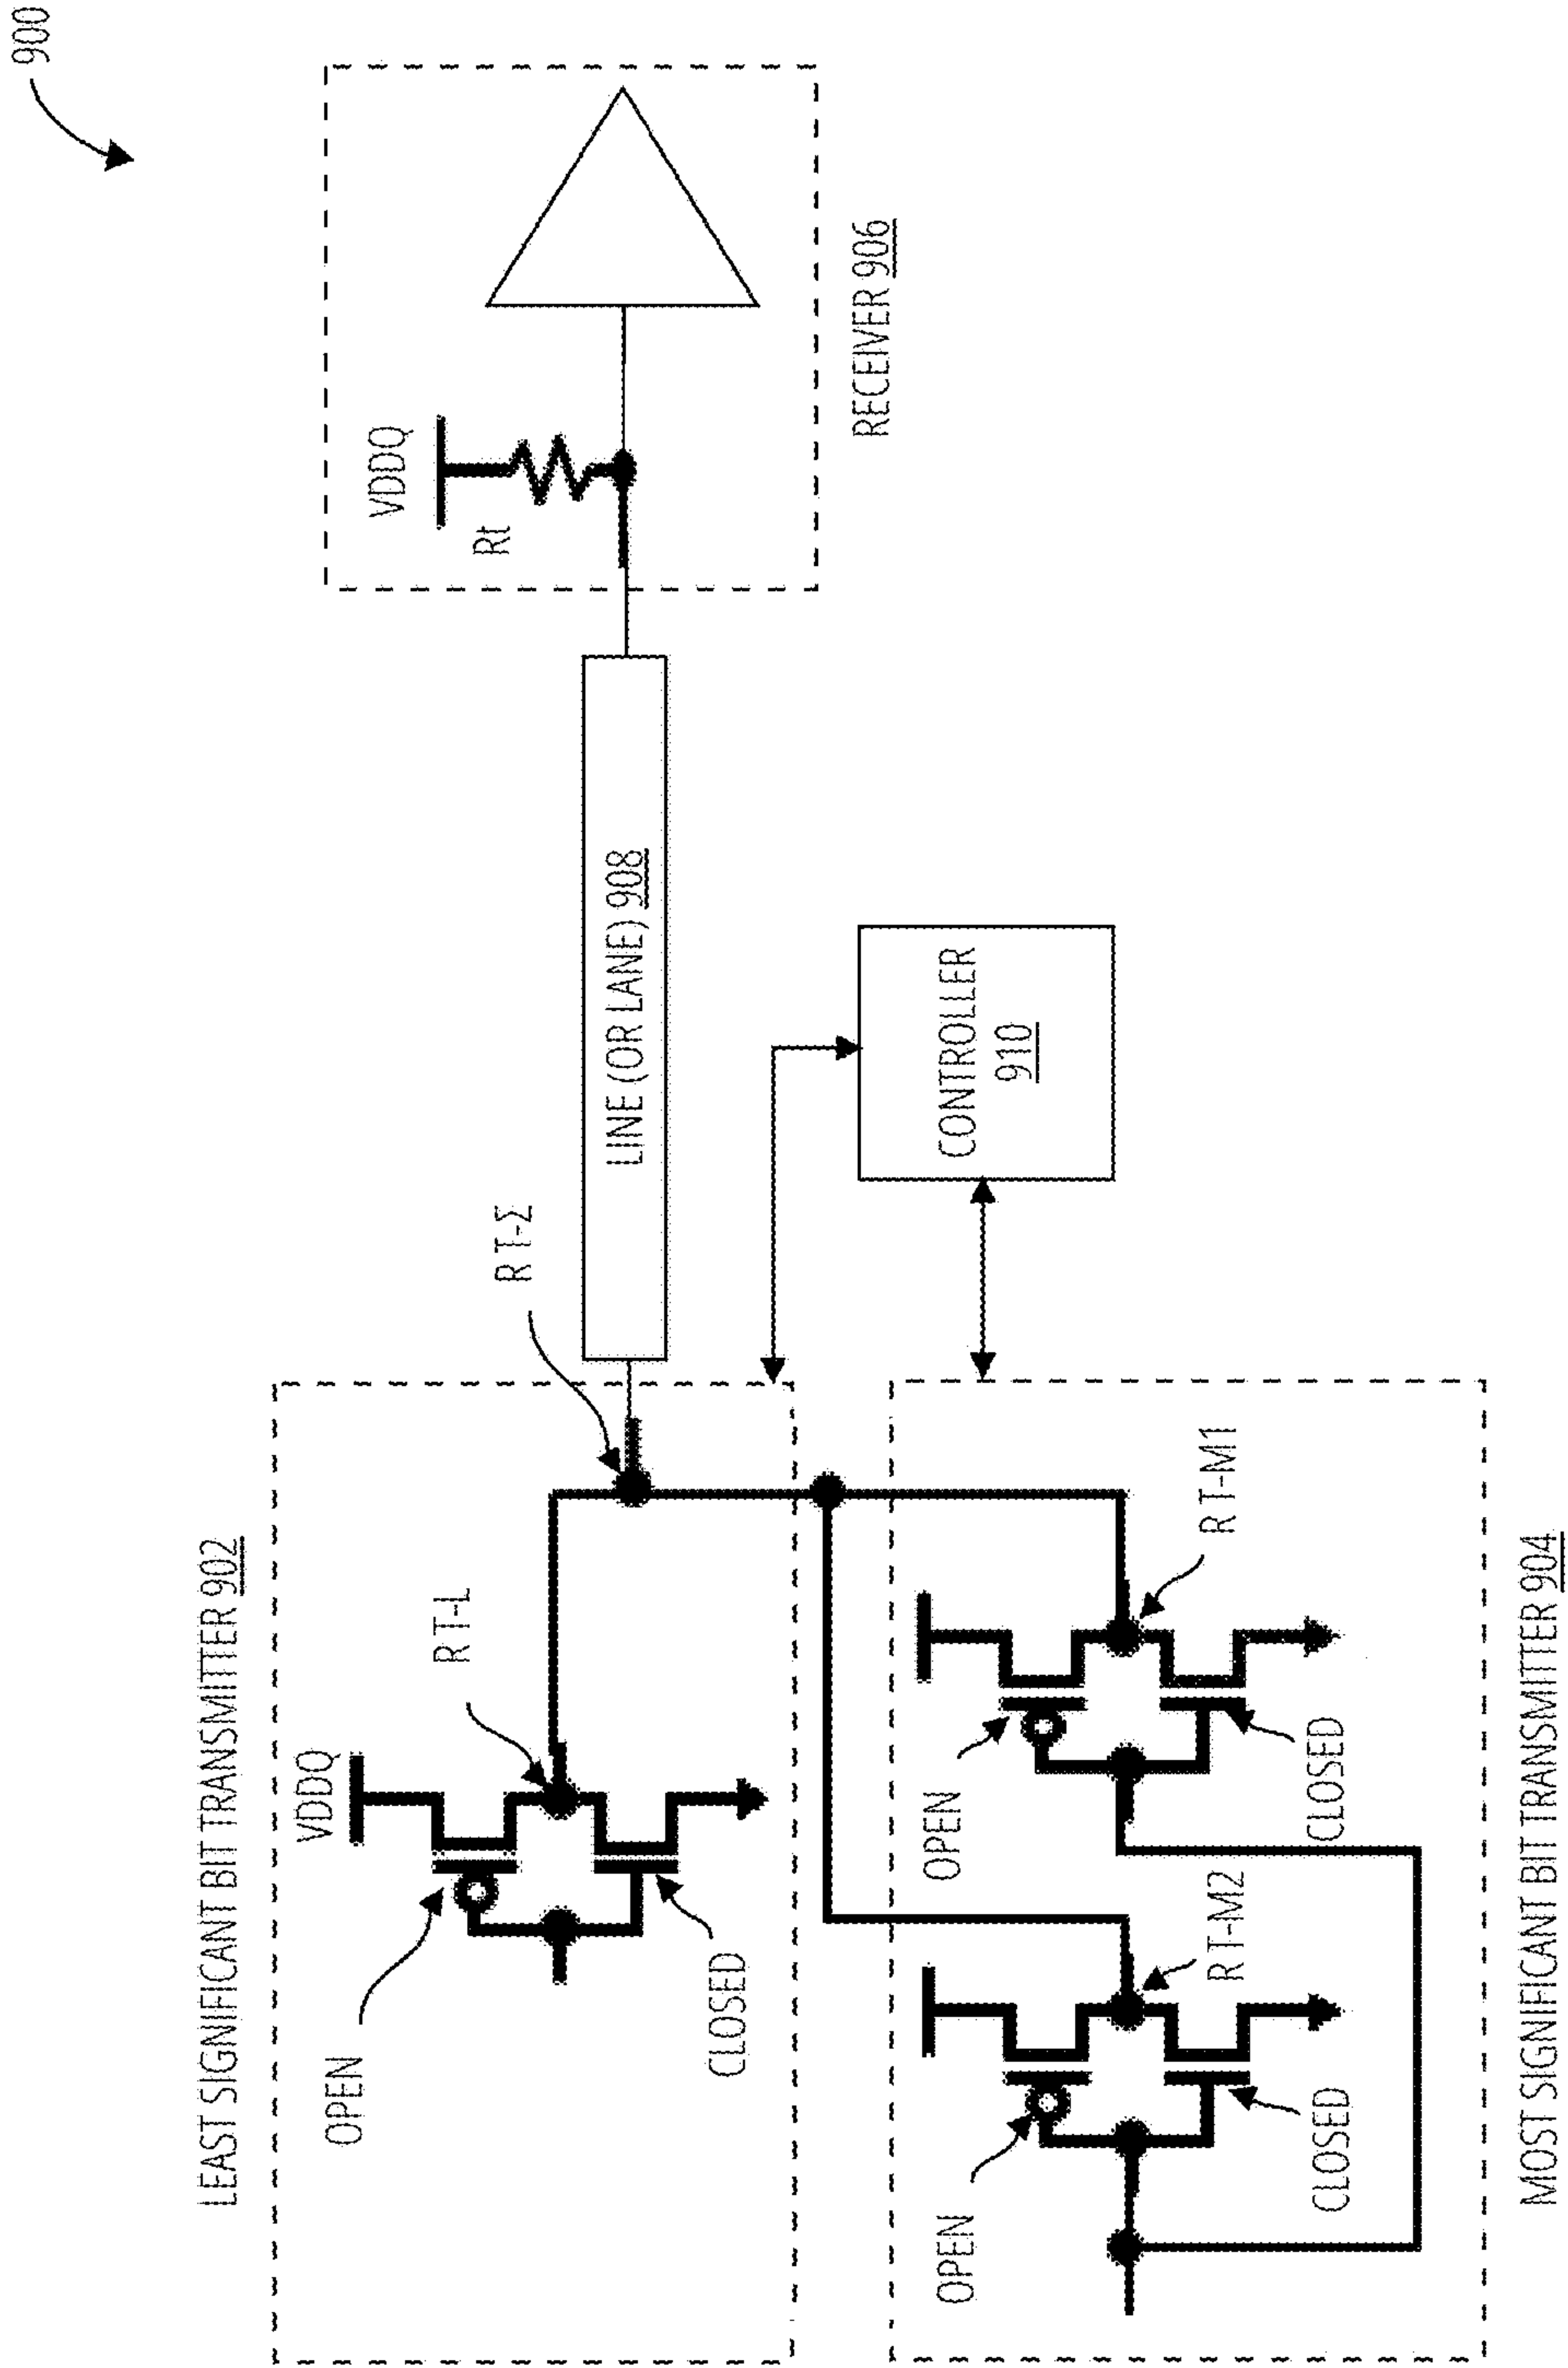 900
LEAST SIGNIFICANT BIT TRANSMITTER 902
VDDQ
OPEN
R T-L
CLOSED
R T-Σ
LINE (OR LANE) 908
VDDQ
Rt
RECEIVER 906
CONTROLLER
910
OPEN
R T-M2
CLOSED
OPEN
R T-M1
CLOSED
MOST SIGNIFICANT BIT TRANSMITTER 904